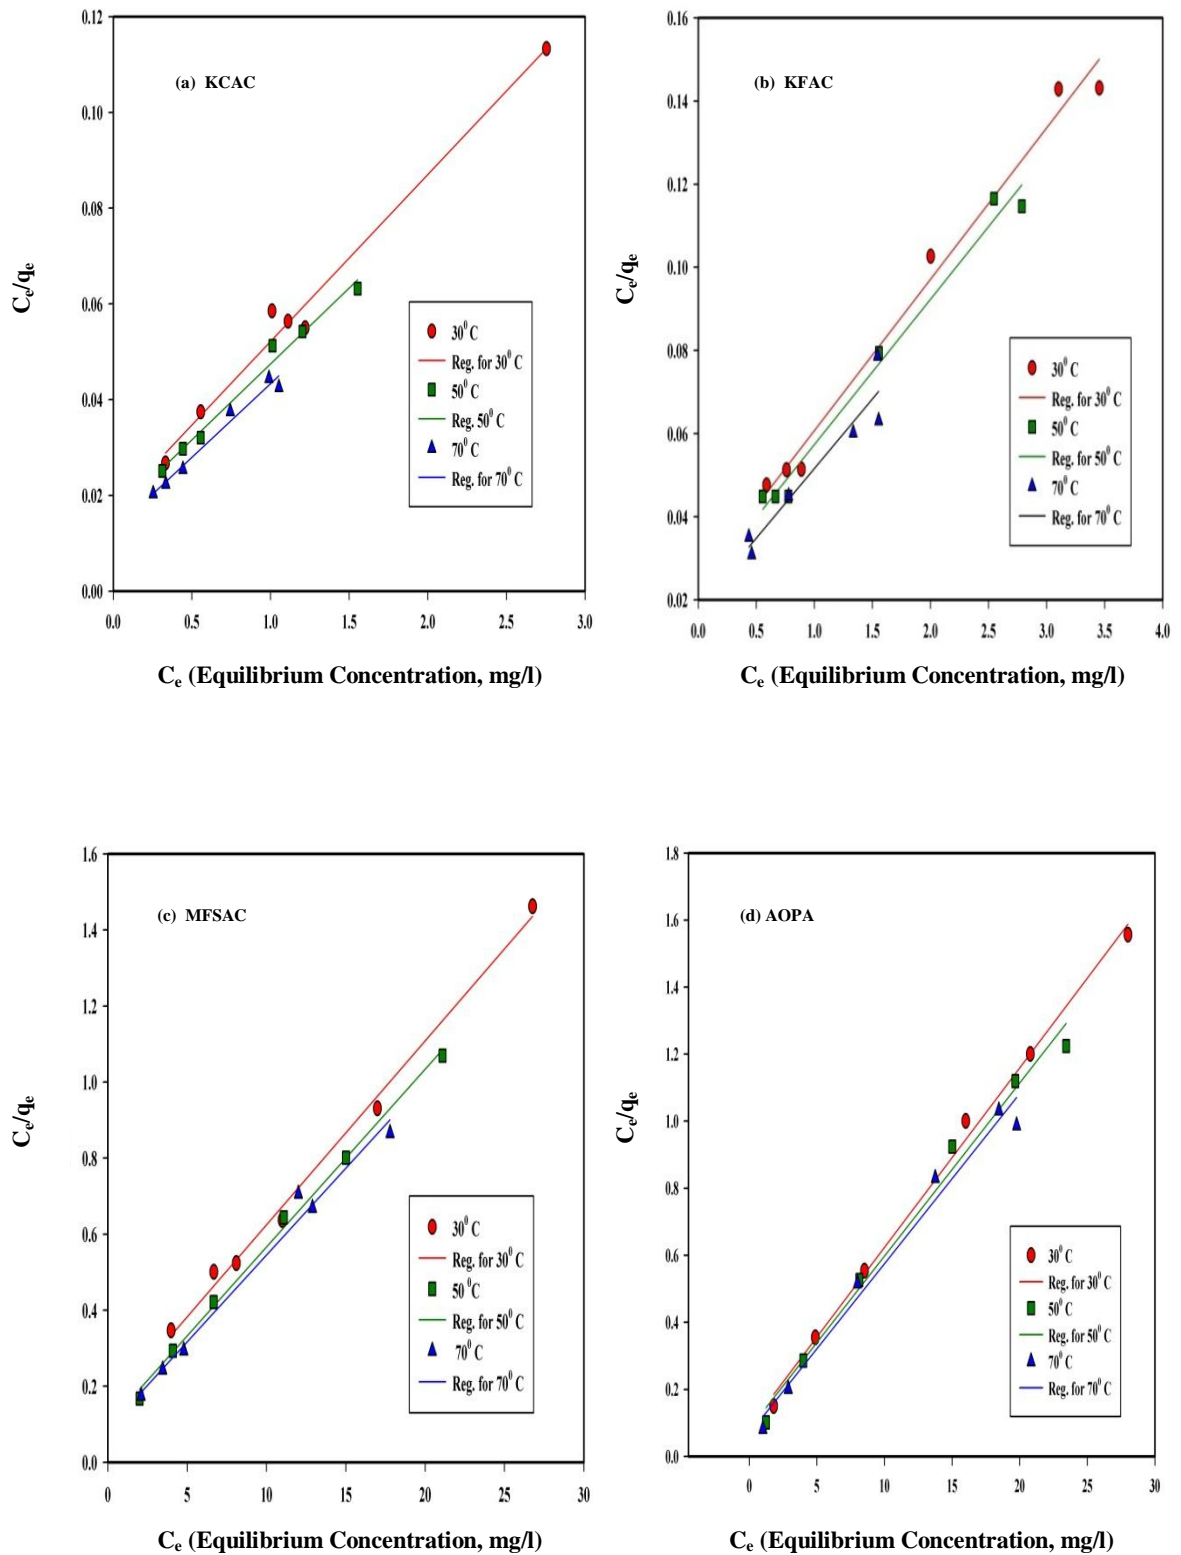 (a) KCAC
C_e/q_e
0.12
0.10
0.08
0.06
0.04
0.02
0.00
0.0 0.5 1.0 1.5 2.0 2.5 3.0
30⁰ C
Reg. for 30⁰ C
50⁰ C
Reg. 50⁰ C
70⁰ C
Reg. for 70⁰ C
Cₑ (Equilibrium Concentration, mg/l)
(b) KFAC
Cₑ/qₑ
0.16
0.14
0.12
0.10
0.08
0.06
0.04
0.02
0.0 0.5 1.0 1.5 2.0 2.5 3.0 3.5 4.0
30⁰ C
Reg. for 30⁰ C
50⁰ C
Reg. for 50⁰ C
70⁰ C
Reg. for 70⁰ C
Cₑ (Equilibrium Concentration, mg/l)
(c) MFSAC
Cₑ/qₑ
1.6
1.4
1.2
1.0
0.8
0.6
0.4
0.2
0.0
0 5 10 15 20 25 30
30⁰ C
Reg. for 30⁰ C
50 ⁰C
Reg. for 50⁰ C
70⁰ C
Reg. for 70⁰ C
Cₑ (Equilibrium Concentration, mg/l)
(d) AOPA
Cₑ/qₑ
1.8
1.6
1.4
1.2
1.0
0.8
0.6
0.4
0.2
0.0
0 5 10 15 20 25 30
30⁰ C
Reg. for 30⁰ C
50⁰ C
Reg. for 50⁰ C
70⁰ C
Reg. for 70⁰ C
Cₑ (Equilibrium Concentration, mg/l)